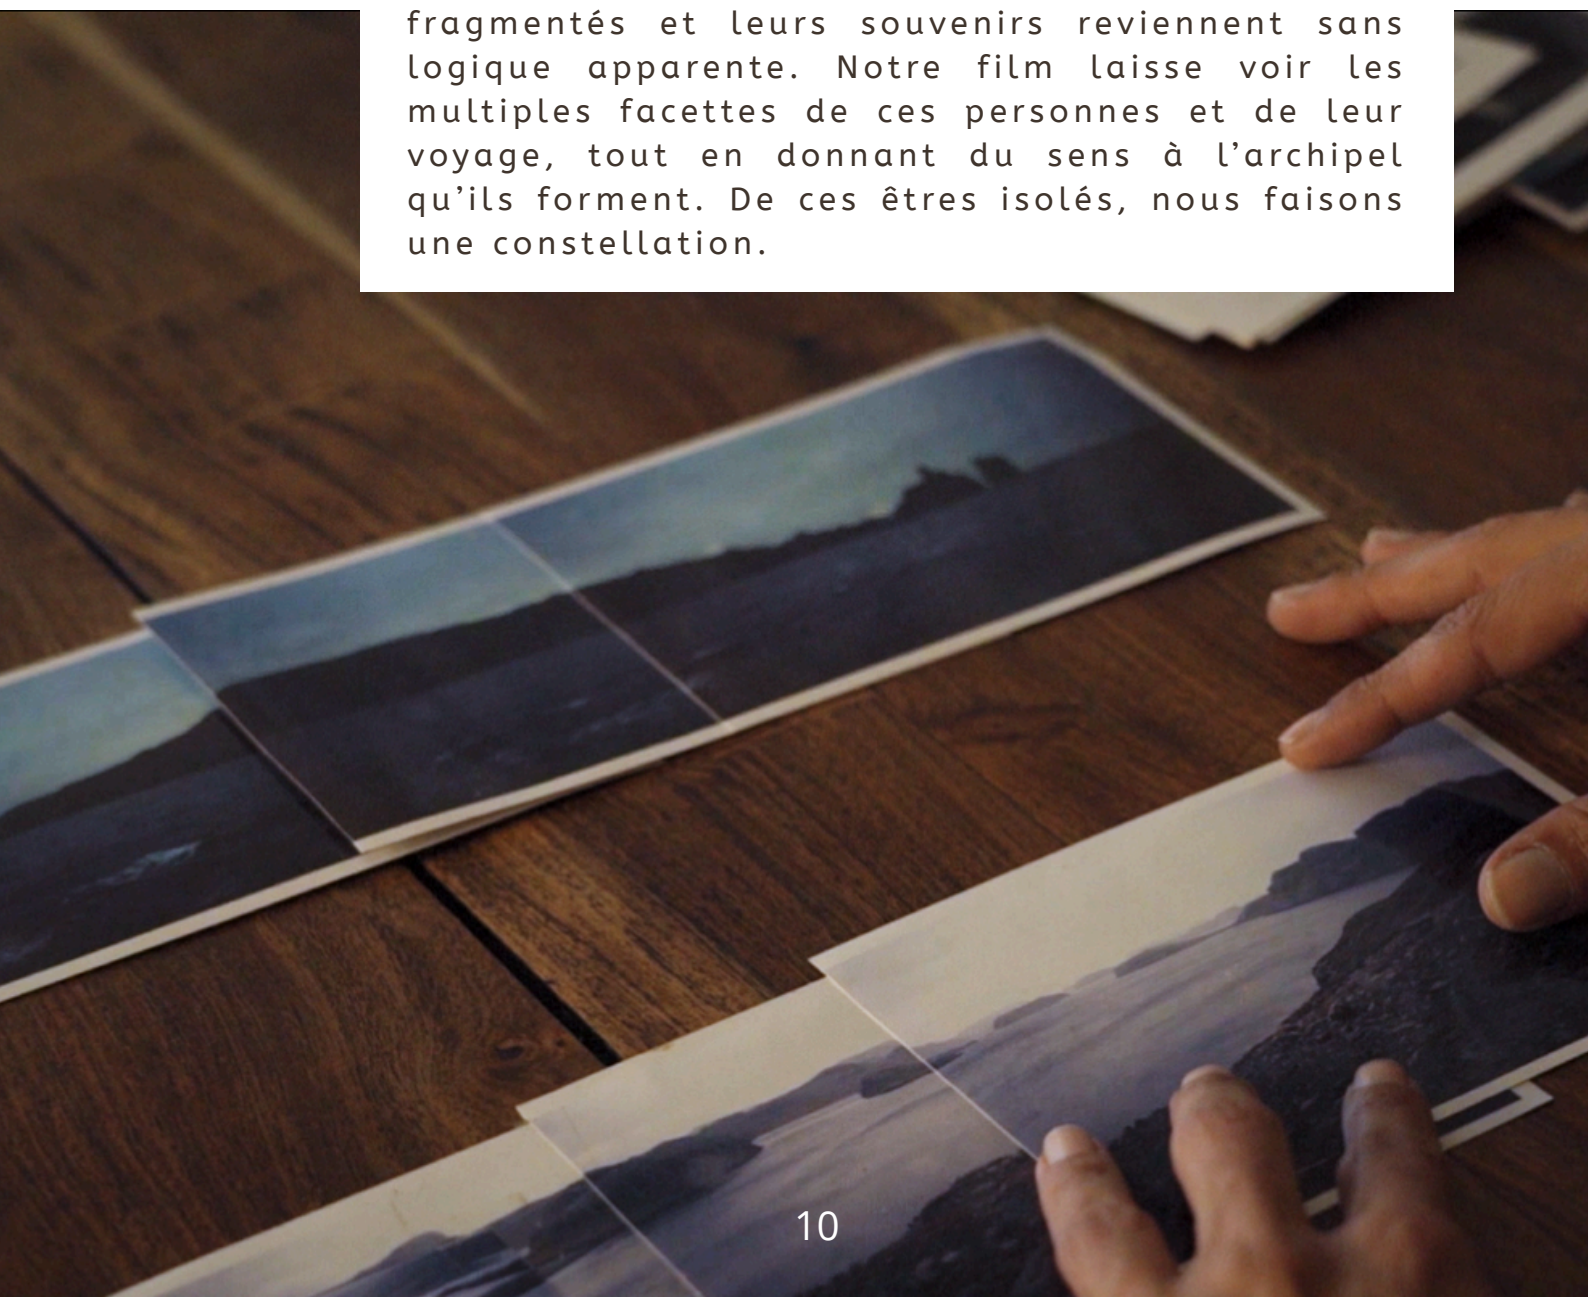 fragmentés et leurs souvenirs reviennent sans
logique apparente. Notre film laisse voir les
multiples facettes de ces personnes et de leur
voyage, tout en donnant du sens à l’archipel
qu’ils forment. De ces êtres isolés, nous faisons
une constellation.
10